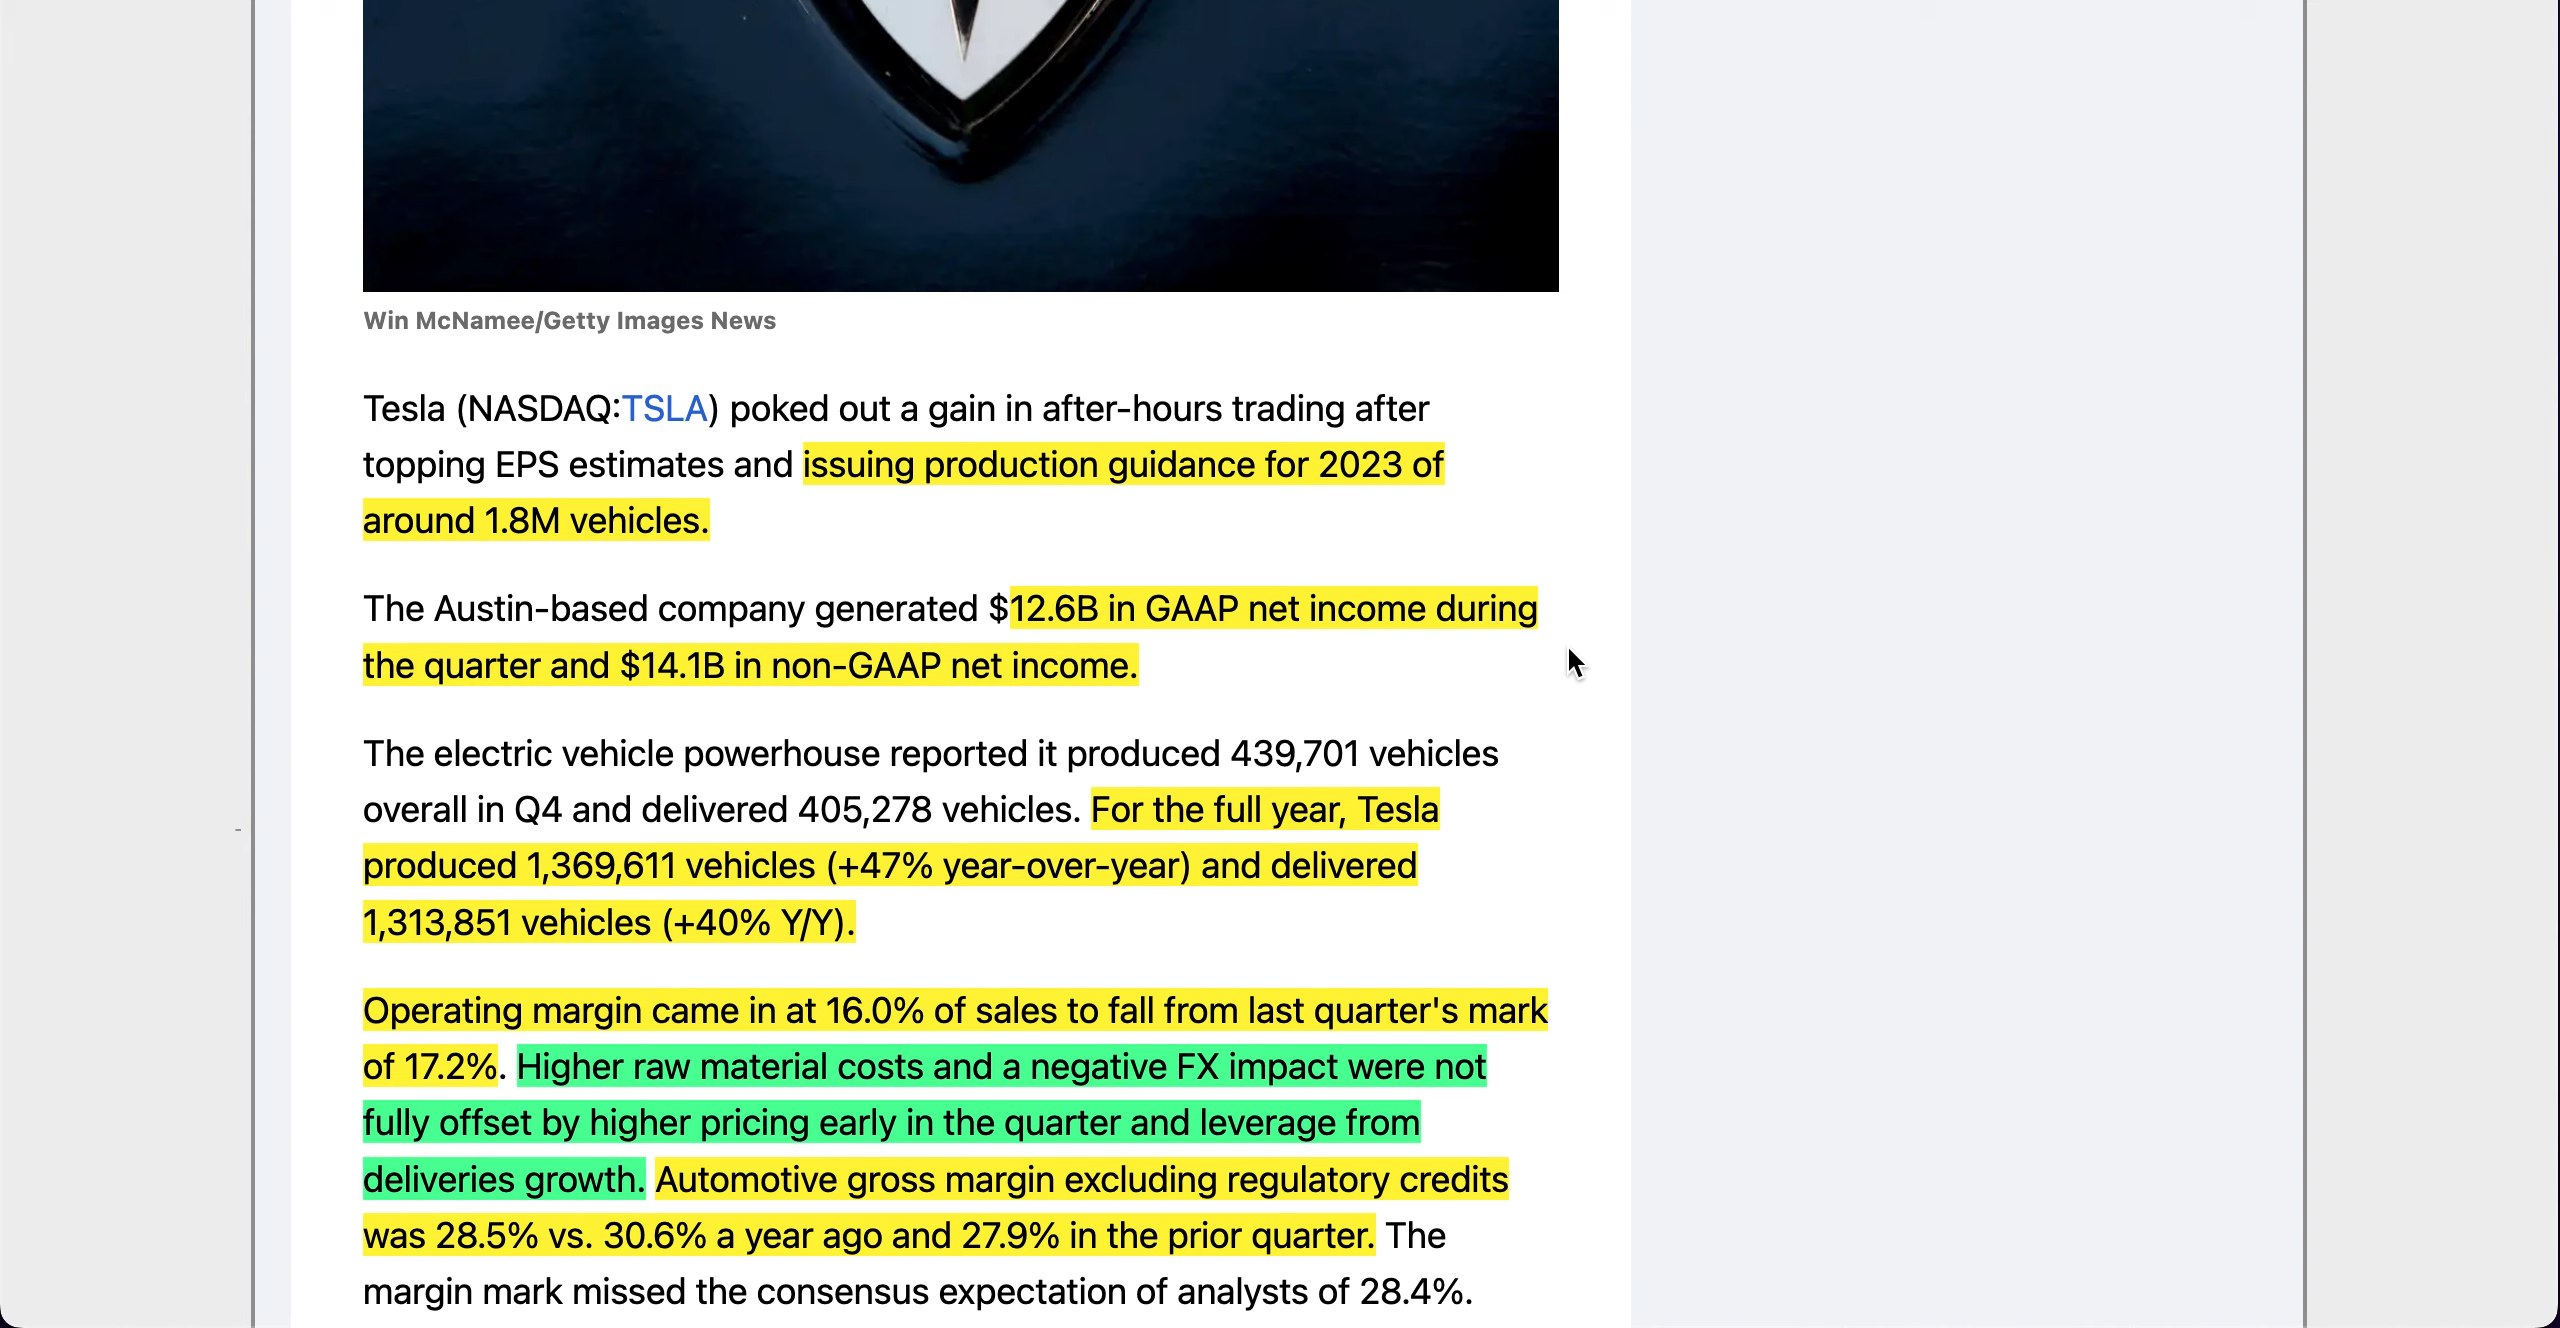 Win McNamee/Getty Images News
Tesla (NASDAQ:TSLA) poked out a gain in after-hours trading after
topping EPS estimates and issuing production guidance for 2023 of
around 1.8M vehicles.
The Austin-based company generated $12.6B in GAAP net income during
the quarter and $14.1B in non-GAAP net income.
The electric vehicle powerhouse reported it produced 439,701 vehicles
overall in Q4 and delivered 405,278 vehicles. For the full year, Tesla
produced 1,369,611 vehicles (+47% year-over-year) and delivered
1,313,851 vehicles (+40% Y/Y).
Operating margin came in at 16.0% of sales to fall from last quarter's mark
of 17.2%. Higher raw material costs and a negative FX impact were not
fully offset by higher pricing early in the quarter and leverage from
deliveries growth. Automotive gross margin excluding regulatory credits
was 28.5% vs. 30.6% a year ago and 27.9% in the prior quarter. The
margin mark missed the consensus expectation of analysts of 28.4%.